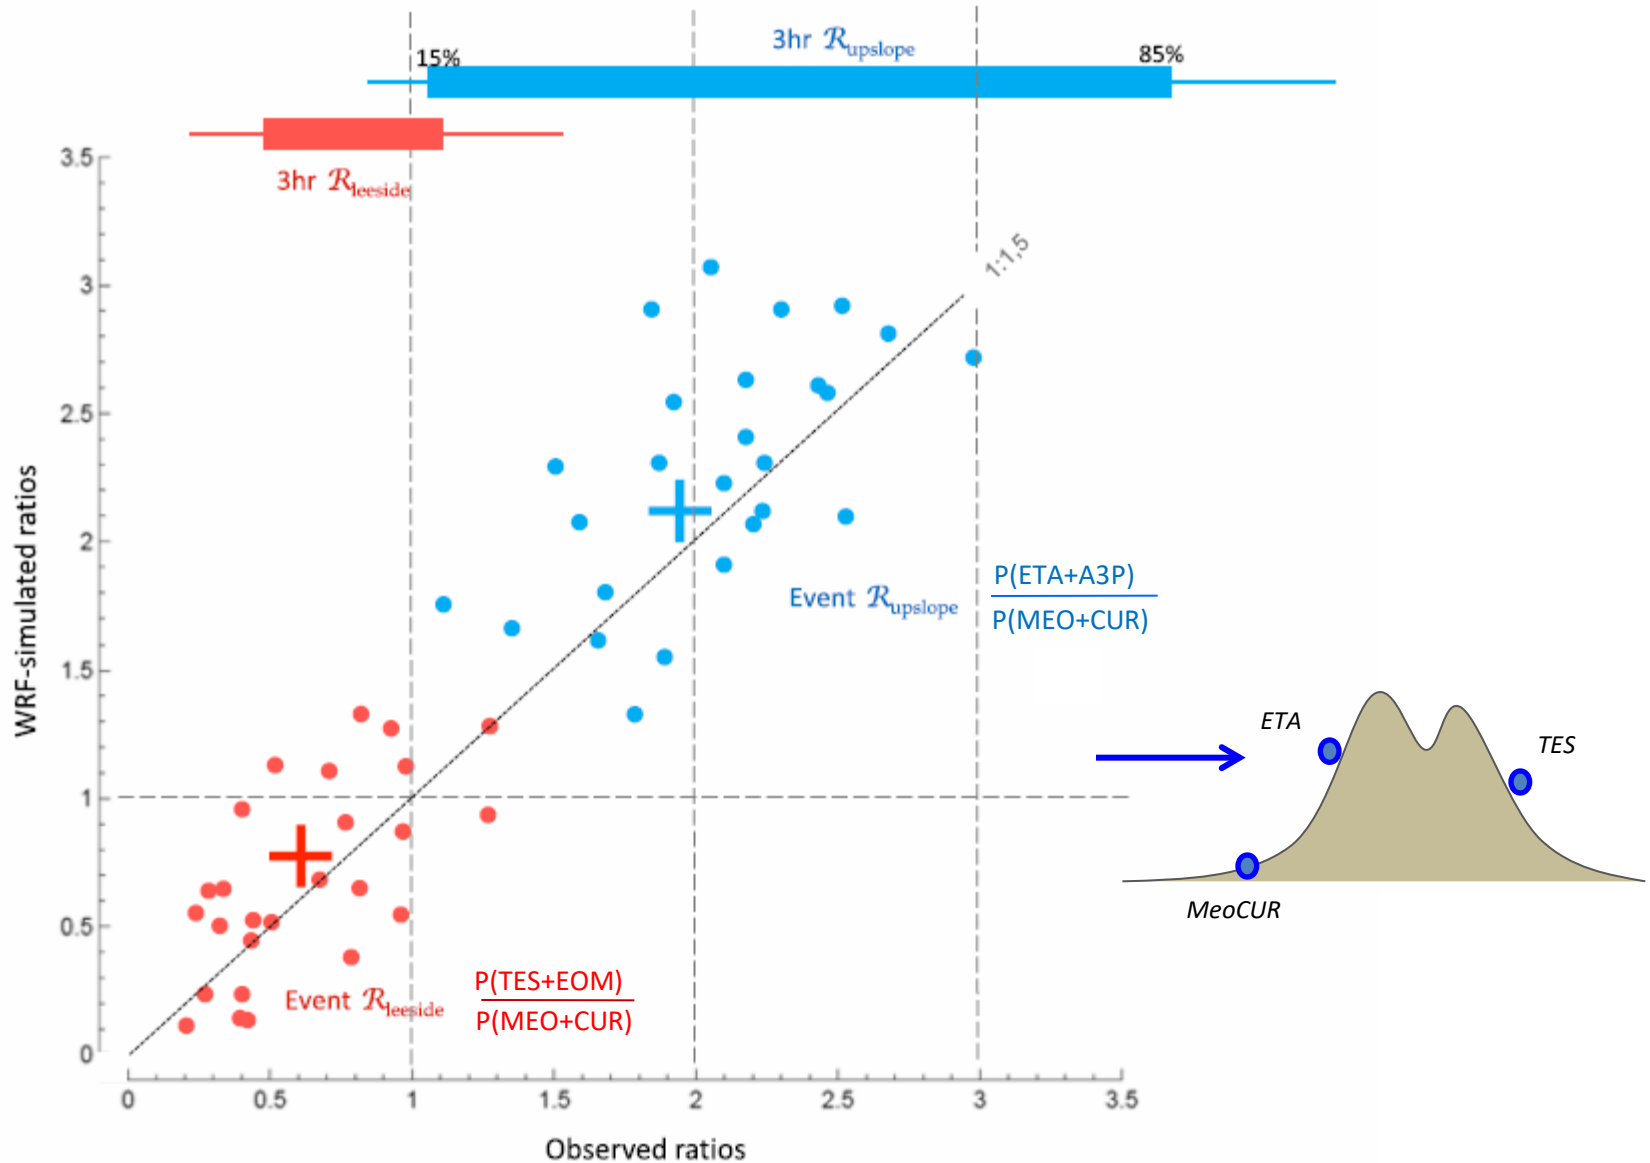 3hr ℛupslope
15%
85%
3hr ℛleeside
3.5
3
2.5
2
1.5
1
0.5
0
WRF-simulated ratios
1:1,5
Event ℛupslope
P(ETA+A3P)
P(MEO+CUR)
ETA
TES
MeoCUR
Event ℛleeside
P(TES+EOM)
P(MEO+CUR)
0 0.5 1 1.5 2 2.5 3 3.5
Observed ratios